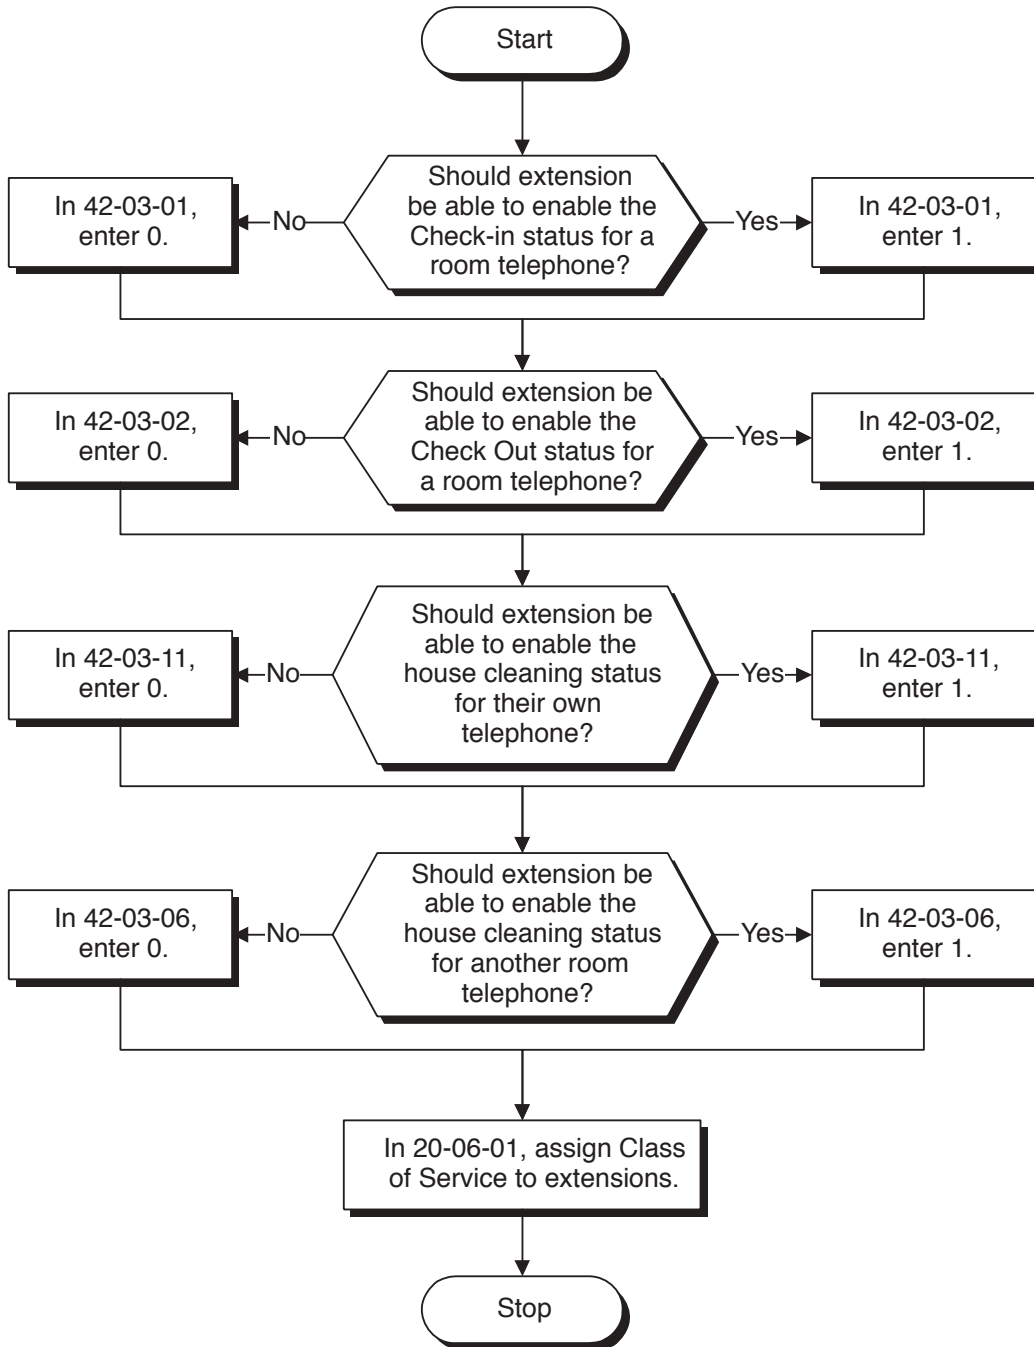 Start
Should extension
be able to enable the
Check-in status for a
room telephone?
No
Yes
In 42-03-01,
enter 0.
In 42-03-01,
enter 1.
Should extension be
able to enable the
Check Out status for
a room telephone?
No
Yes
In 42-03-02,
enter 0.
In 42-03-02,
enter 1.
Should extension be
able to enable the
house cleaning status
for their own
telephone?
No
Yes
In 42-03-11,
enter 0.
In 42-03-11,
enter 1.
Should extension be
able to enable the
house cleaning status
for another room
telephone?
No
Yes
In 42-03-06,
enter 0.
In 42-03-06,
enter 1.
In 20-06-01, assign Class
of Service to extensions.
Stop